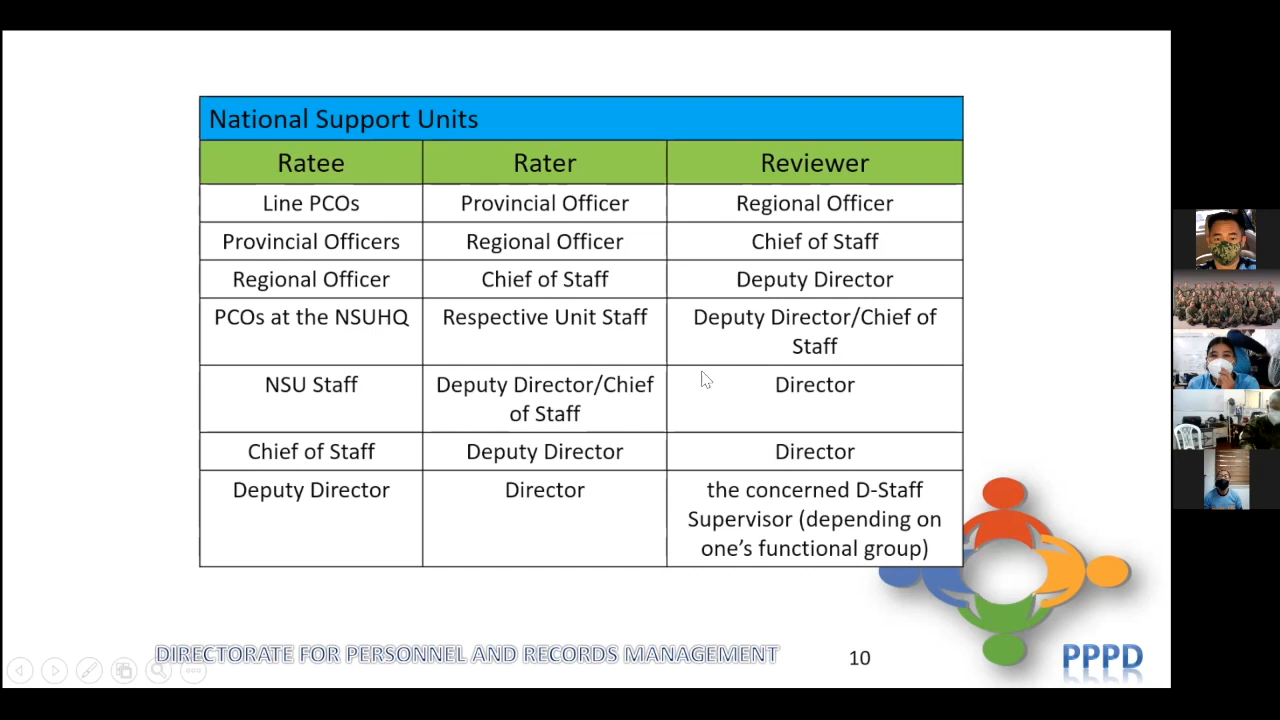 National Support Units
Ratee Rater Reviewer
Line PCOs Provincial Officer Regional Officer
Provincial Officers Regional Officer Chief of Staff
Regional Officer Chief of Staff Deputy Director
PCOs at the NSUHQ Respective Unit Staff Deputy Director/Chief of
Staff
NSU Staff Deputy Director/Chief Director
of Staff
Chief of Staff Deputy Director Director
Deputy Director Director the concerned D-Staff
Supervisor (depending on
one's functional group)
DIRECTORATE FOR PERSONNEL AND RECORDS MANAGEMENT
10
PPPD